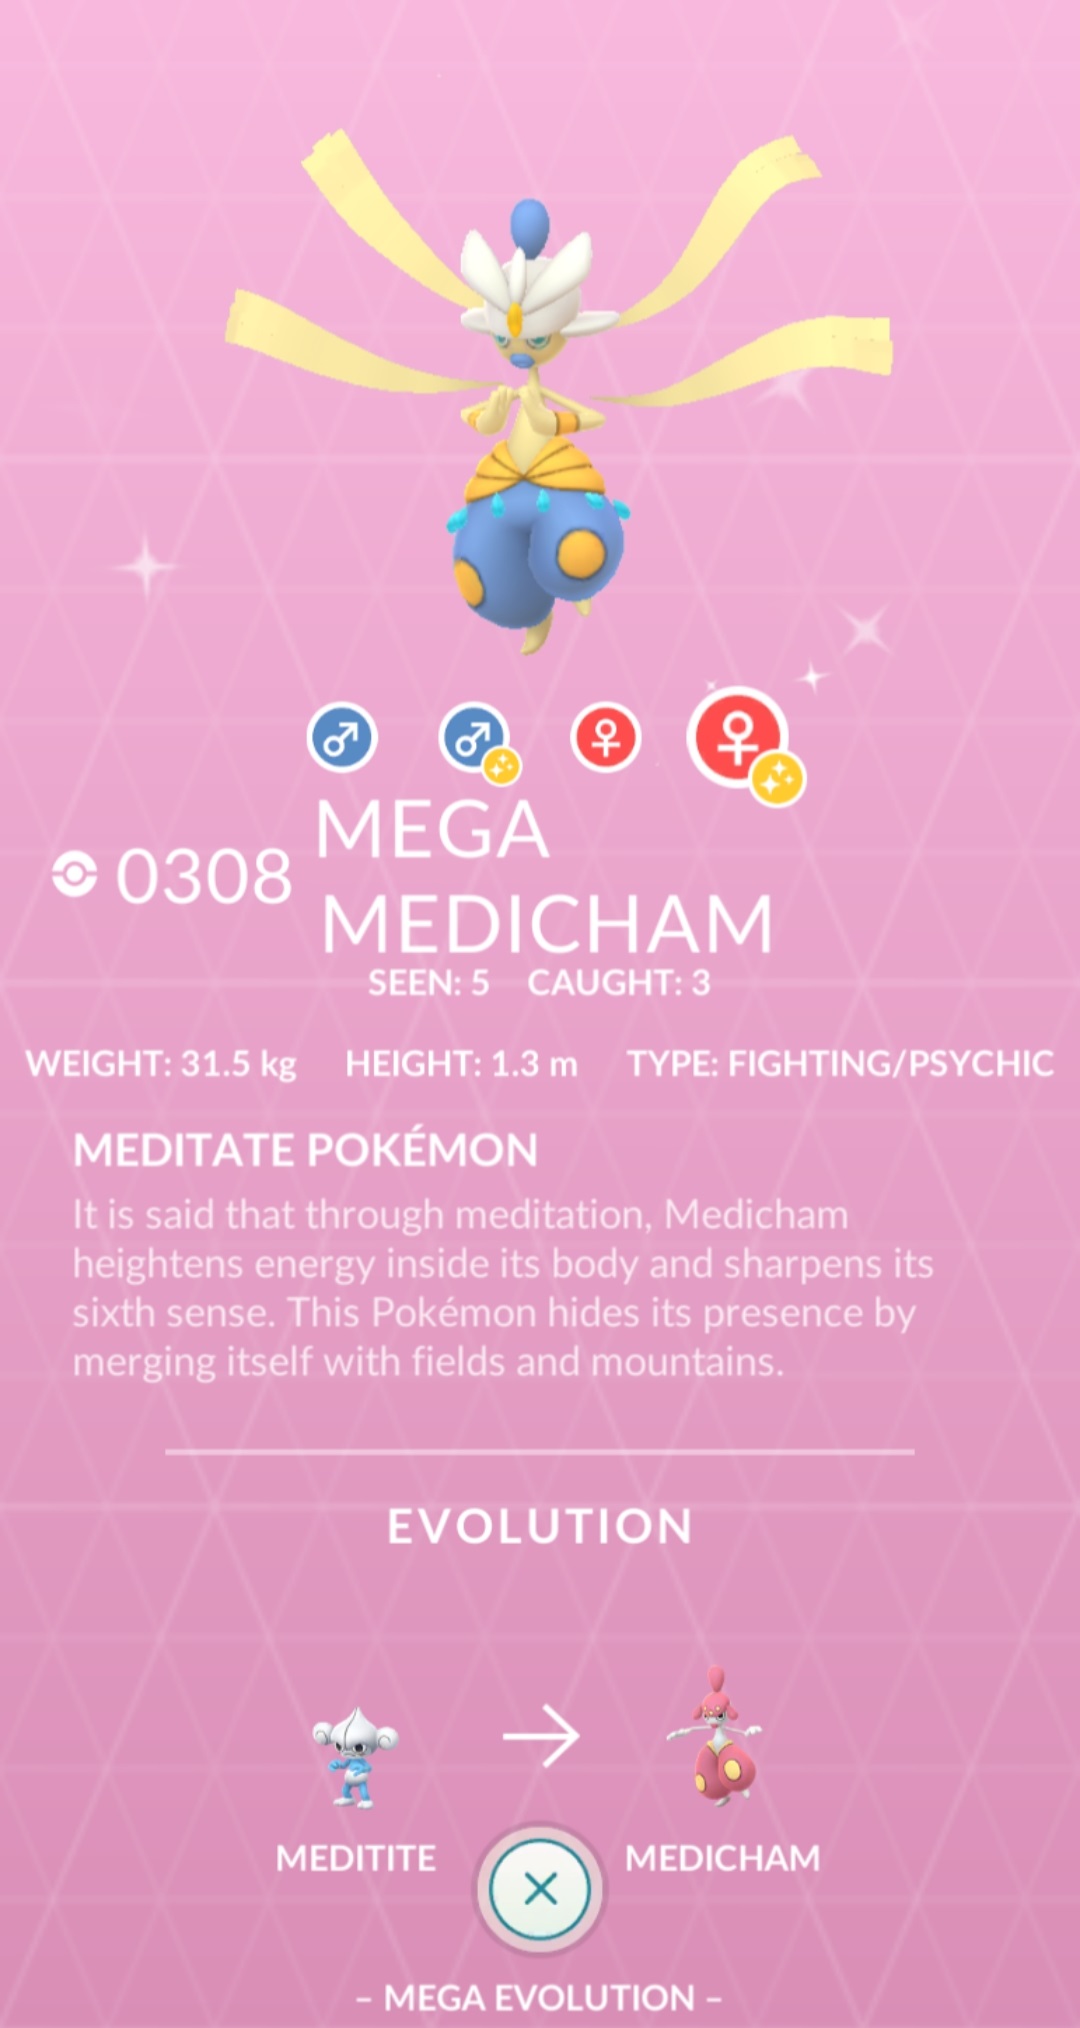 0308 MEGA
MEDICHAM
SEEN: 5 CAUGHT: 3
WEIGHT: 31.5 kg HEIGHT: 1.3 m TYPE: FIGHTING/PSYCHIC
MEDITATE POKÉMON
It is said that through meditation, Medicham
heightens energy inside its body and sharpens its
sixth sense. This Pokémon hides its presence by
merging itself with fields and mountains.
EVOLUTION
MEDITITE MEDICHAM
– MEGA EVOLUTION –